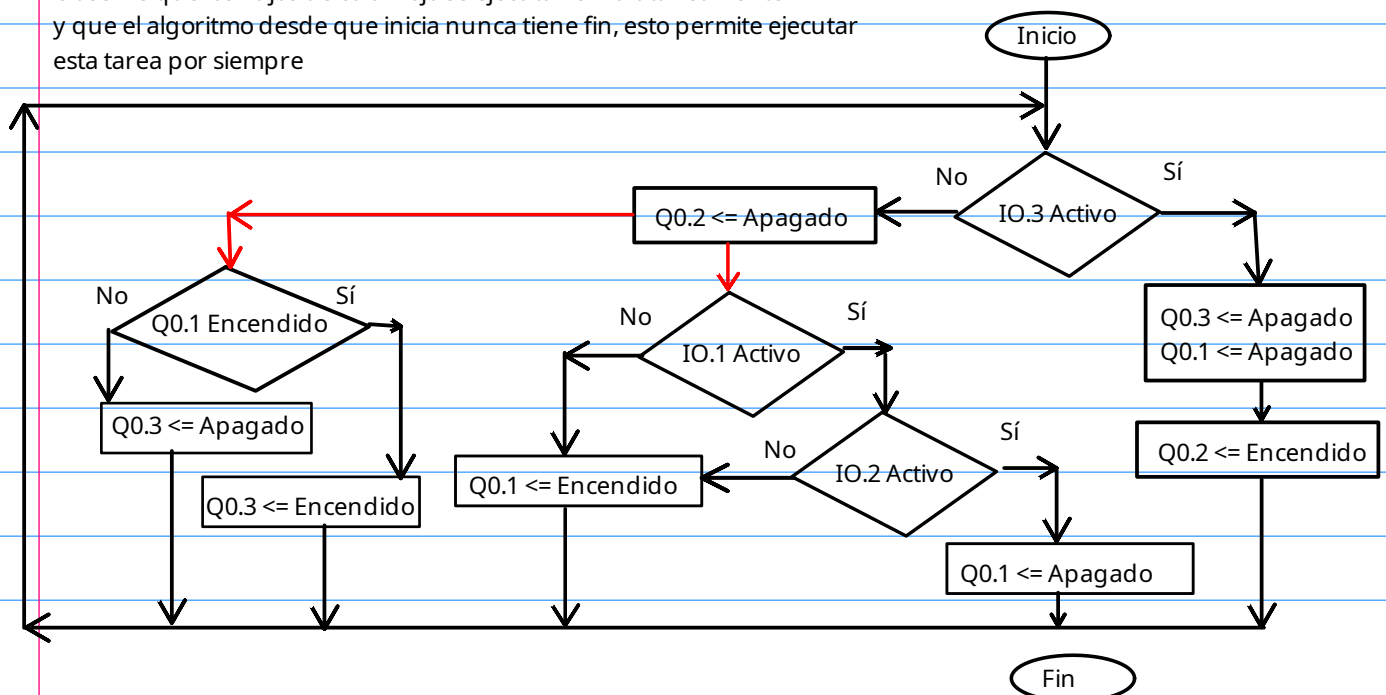 y que el algoritmo desde que inicia nunca tiene fin, esto permite ejecutar
esta tarea por siempre
Inicio
No
Sí
IO.3 Activo
Q0.2 <= Apagado
No
Sí
Q0.1 Encendido
No
Sí
IO.1 Activo
Q0.3 <= Apagado
Q0.1 <= Apagado
Q0.3 <= Apagado
No
Sí
IO.2 Activo
Q0.2 <= Encendido
Q0.3 <= Encendido
Q0.1 <= Encendido
Q0.1 <= Apagado
Fin